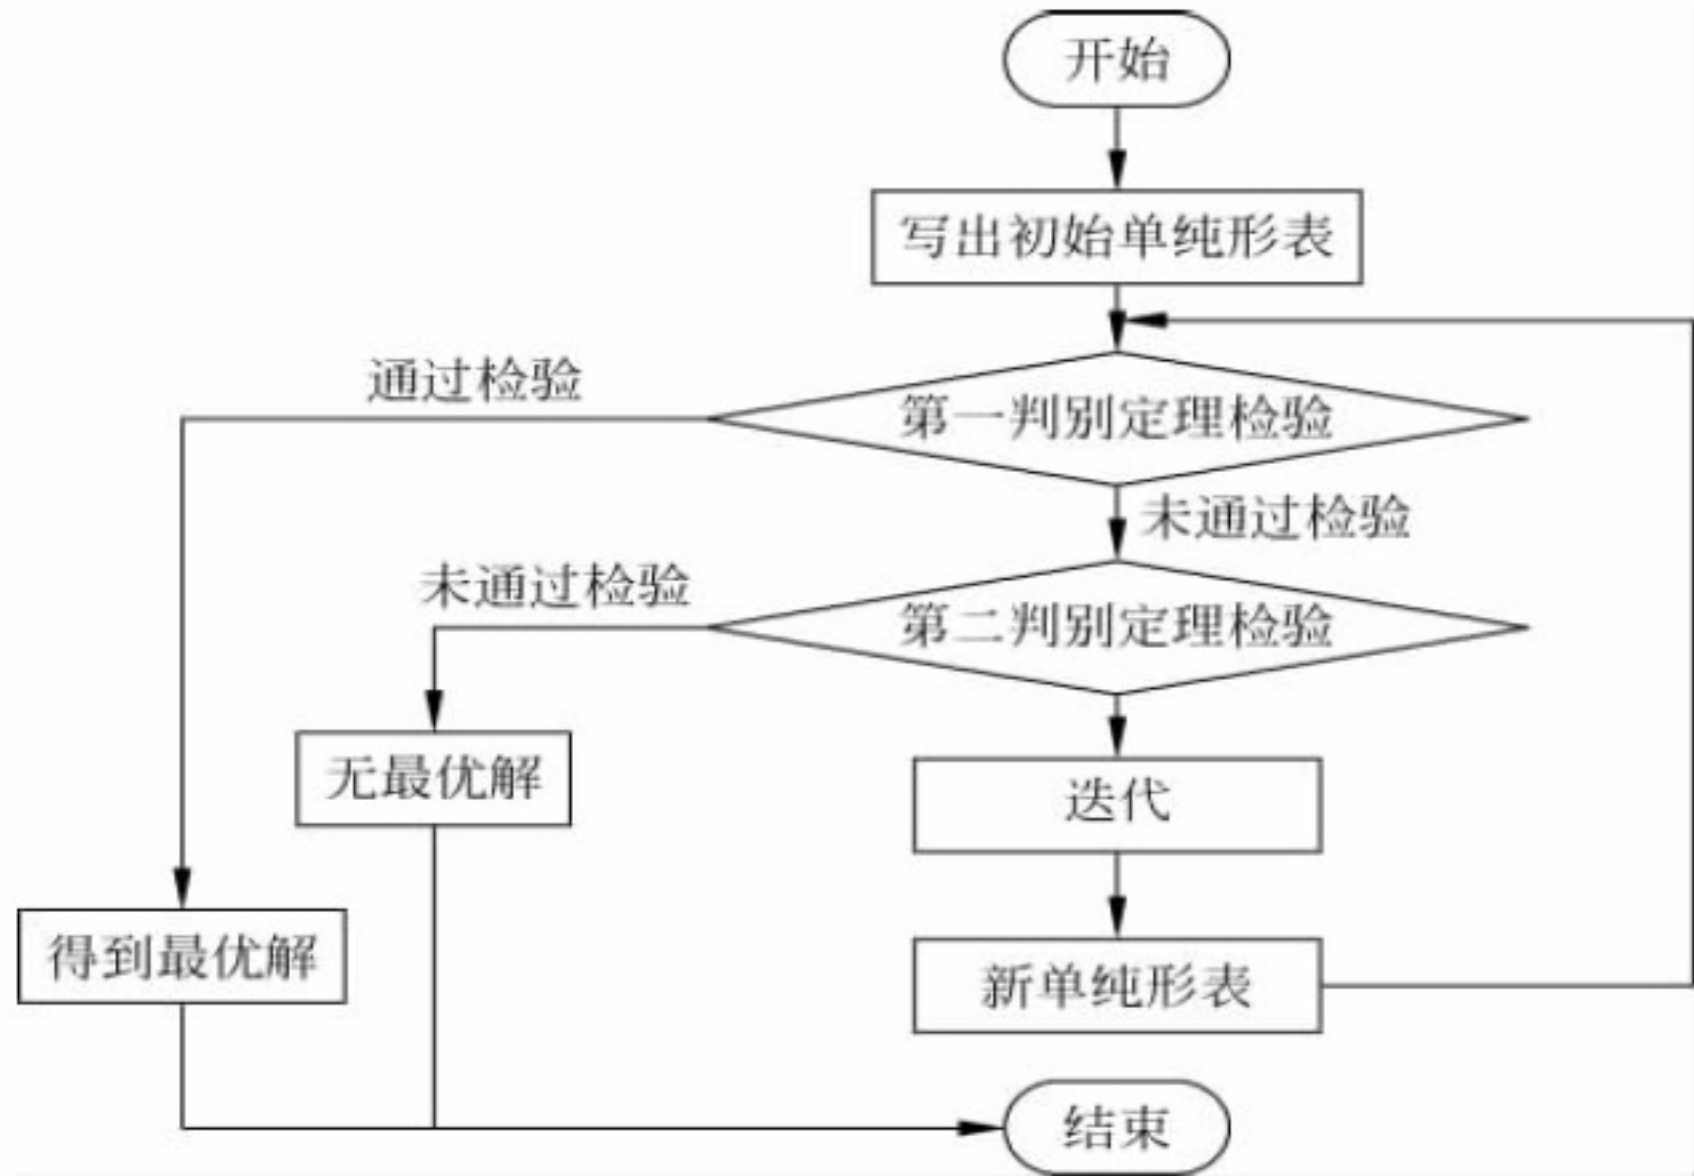 开始
写出初始单纯形表
通过检验
第一判别定理检验
未通过检验
未通过检验
第二判别定理检验
无最优解
迭代
得到最优解
新单纯形表
结束